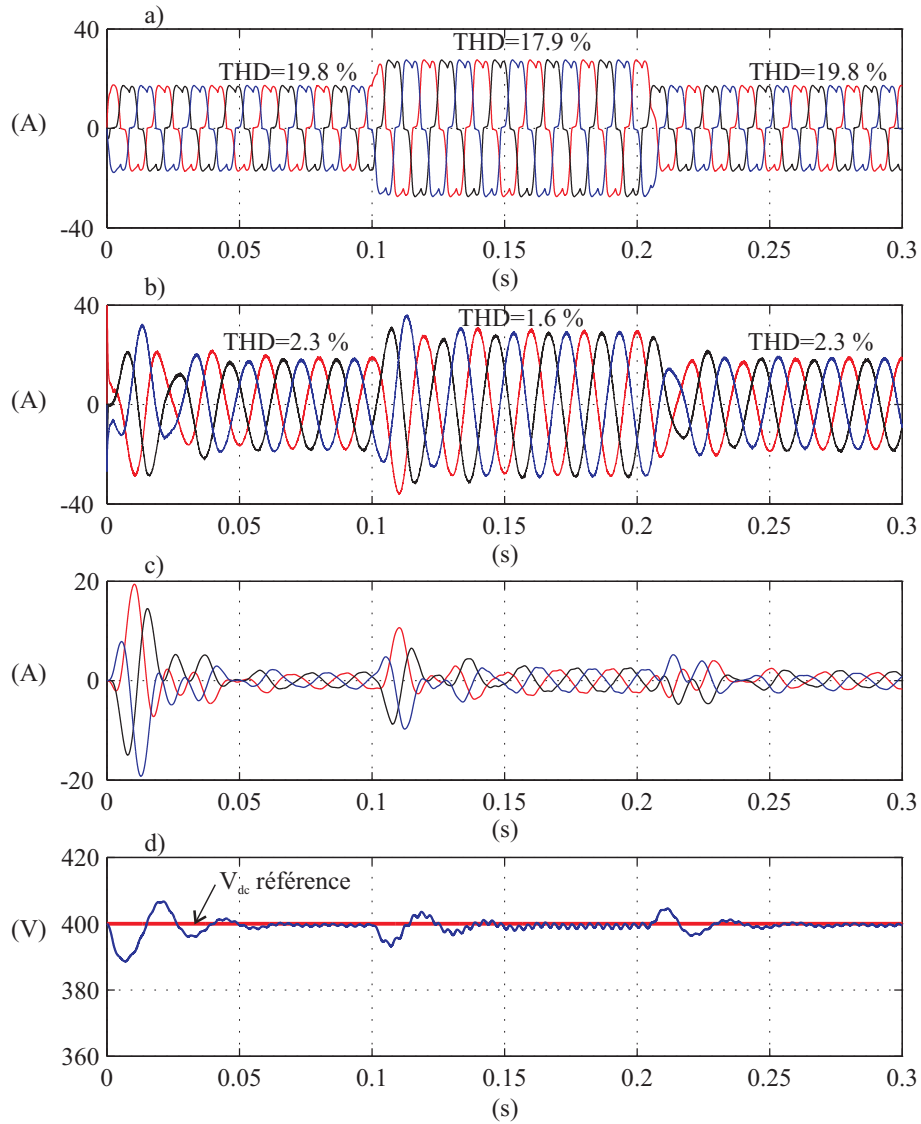 a)
40
THD=17.9 %
THD=19.8 %
THD=19.8 %
(A)
0
-40
0
0.05
0.1
0.15
0.2
0.25
0.3
(s)
b)
40
THD=1.6 %
THD=2.3 %
THD=2.3 %
(A)
0
-40
0
0.05
0.1
0.15
0.2
0.25
0.3
(s)
c)
20
(A)
0
-20
0
0.05
0.1
0.15
0.2
0.25
0.3
(s)
d)
420
V_dc référence
(V)
400
380
360
0
0.05
0.1
0.15
0.2
0.25
0.3
(s)